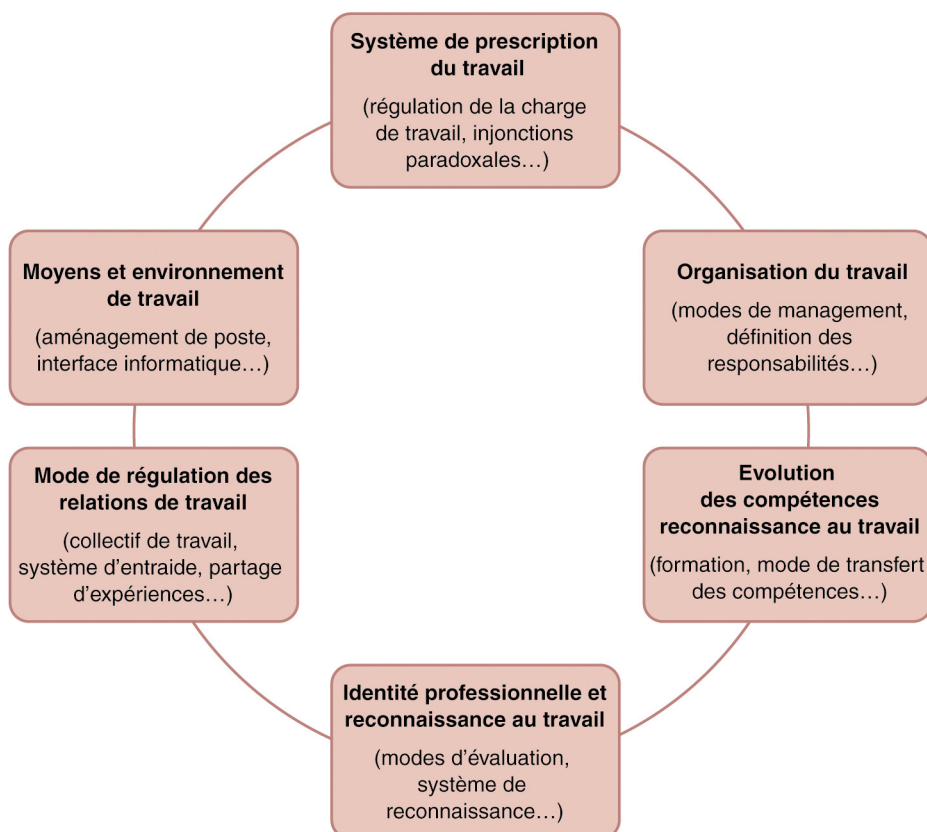 Système de prescription
du travail
(régulation de la charge
de travail, injonctions
paradoxales…)
Organisation du travail
(modes de management,
définition des
responsabilités…)
Evolution
des compétences
reconnaissance au travail
(formation, mode de transfert
des compétences…)
Identité professionnelle et
reconnaissance au travail
(modes d’évaluation,
système de
reconnaissance…)
Mode de régulation des
relations de travail
(collectif de travail,
système d’entraide, partage
d’expériences…)
Moyens et environnement
de travail
(aménagement de poste,
interface informatique…)